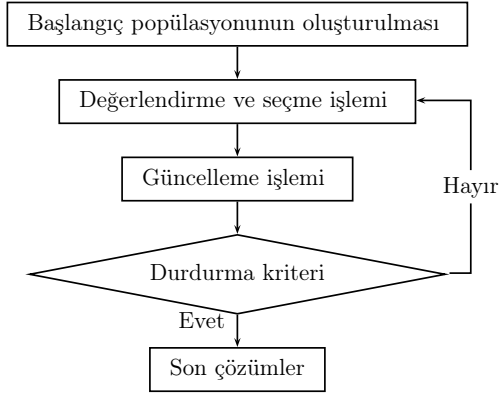 Başlangıç popülasyonunun oluşturulması
Değerlendirme ve seçme işlemi
Güncelleme işlemi
Hayır
Durdurma kriteri
Evet
Son çözümler